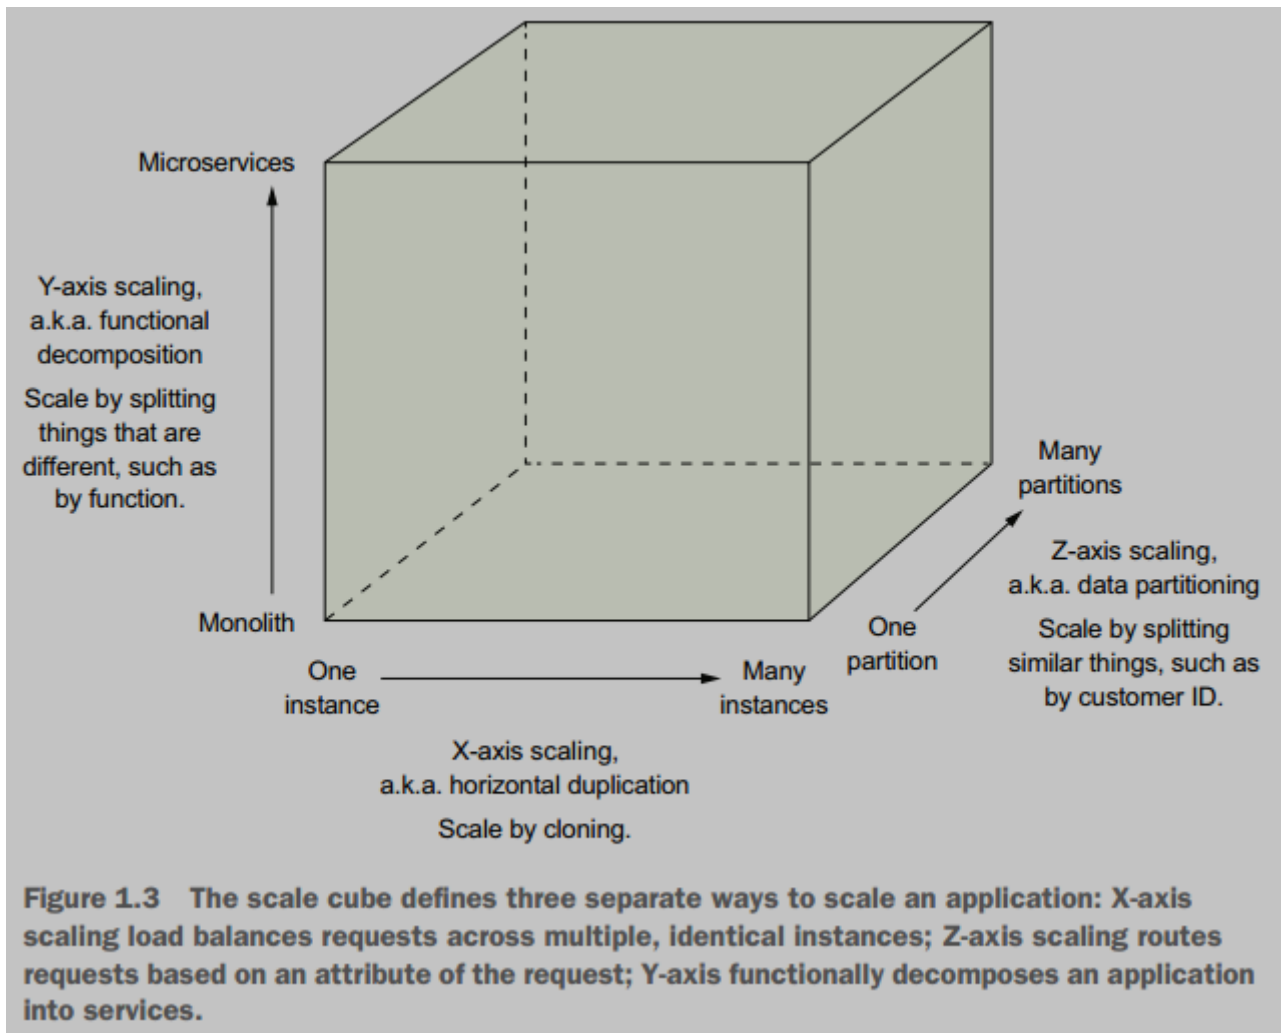 Microservices
Y-axis scaling,
a.k.a. functional
decomposition
Scale by splitting
things that are
different, such as
by function.
Monolith
One
instance
Many
instances
X-axis scaling,
a.k.a. horizontal duplication
Scale by cloning.
One
partition
Many
partitions
Z-axis scaling,
a.k.a. data partitioning
Scale by splitting
similar things, such as
by customer ID.
Figure 1.3 The scale cube defines three separate ways to scale an application: X-axis
scaling load balances requests across multiple, identical instances; Z-axis scaling routes
requests based on an attribute of the request; Y-axis functionally decomposes an application
into services.